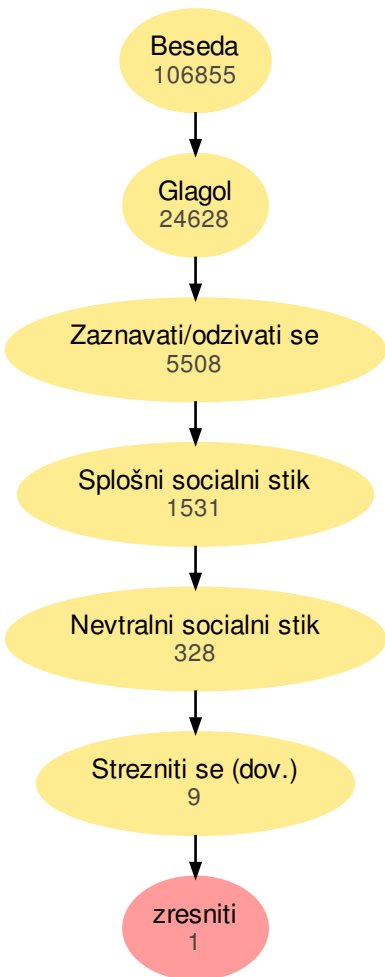 Beseda
106855
Glagol
24628
Zaznavati/odzivati se
5508
Splošni socialni stik
1531
Nevtralni socialni stik
328
Strezniti se (dov.)
9
zresniti
1